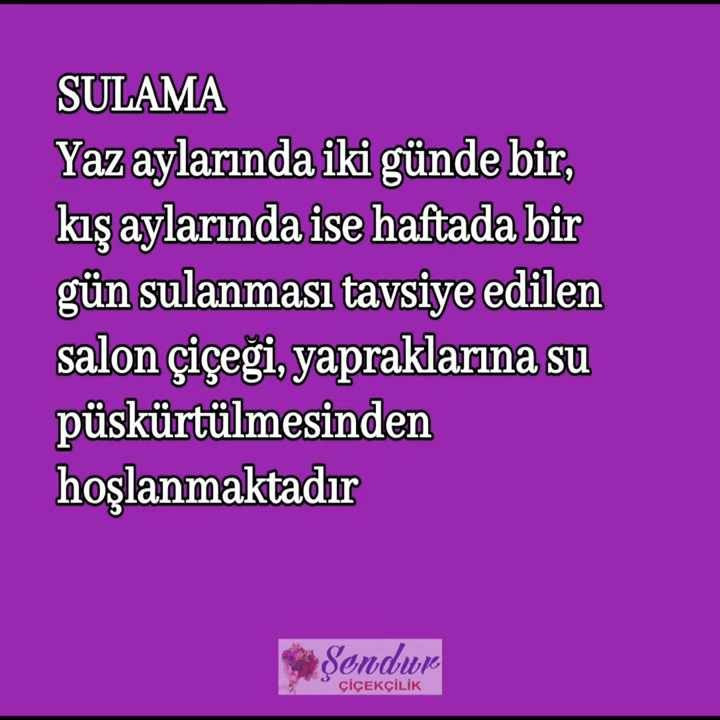 SULAMA
Yaz aylarında iki günde bir,
kış aylarında ise haftada bir
gün sulanması tavsiye edilen
salon çiçeği, yapraklarına su
püskürtülmesinden
hoşlanmaktadır
Şendur
ÇİÇEKÇİLİK